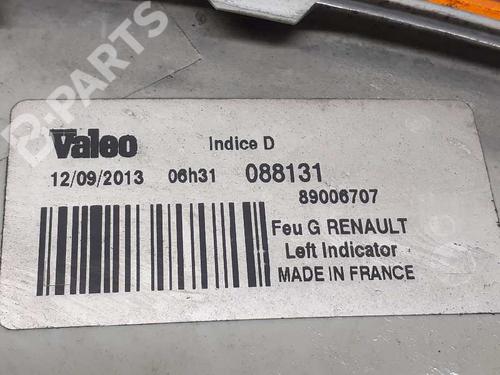 B-PARTS
Valeo Indice D
12/09/2013 06h31 088131
89006707
Feu G RENAULT
Left Indicator
MADE IN FRANCE